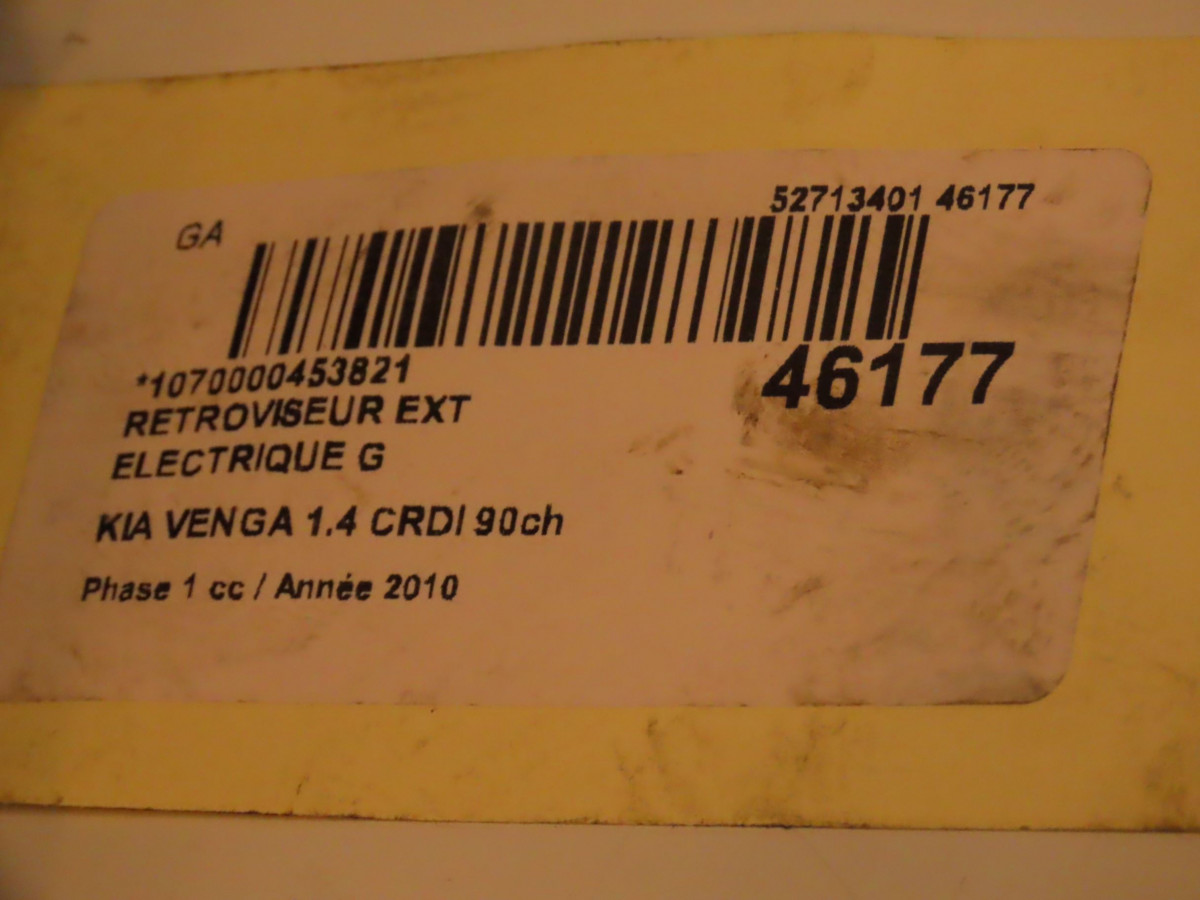 GA
52713401 46177
*1070000453821
46177
RETROVISEUR EXT
ELECTRIQUE G
KIA VENGA 1.4 CRDI 90ch
Phase 1 cc / Année 2010